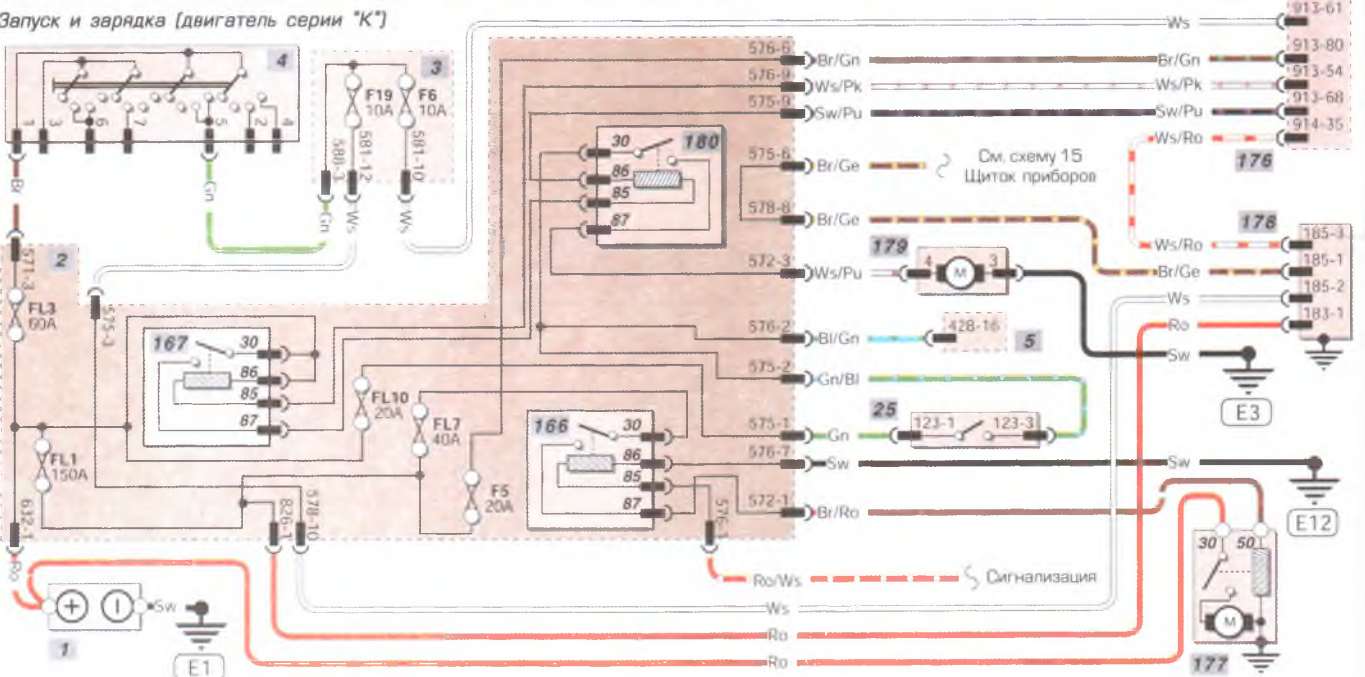 Запуск и зарядка (двигатель серии "К")
4
1
3
6
7
5
2
4
3
F19
10A
F6
10A
588-3
581-12
581-10
Bl
Gn
Gn
Ws
Ws
2
571-3
FL3
60A
575-3
167
30
86
85
87
FL1
150A
632-1
FL10
20A
FL7
40A
F5
20A
826-1
578-10
180
30
86
85
87
166
30
86
85
87
576-1
576-6
Br/Gn
576-9
Ws/Pk
575-9
Sw/Pu
575-6
Br/Ge
См. схему 15
Щиток приборов
578-8
Br/Ge
572-3
Ws/Pu
179
4
M
3
576-2
Bl/Gn
428-16
5
575-2
Gn/Bl
575-1
Gn
25
123-1
123-3
576-7
Sw
572-1
Br/Ro
Ws
913-61
Br/Gn
913-80
Ws/Pk
913-54
Sw/Pu
913-68
Ws/Ro
914-35
176
176
Ws/Ro
185-3
Br/Ge
185-1
Ws
185-2
Ro
183-1
Sw
E3
Sw
E12
30
50
M
177
Ro/Ws
Сигнализация
Ws
Ro
Ro
Ro
+
Sw
1
E1